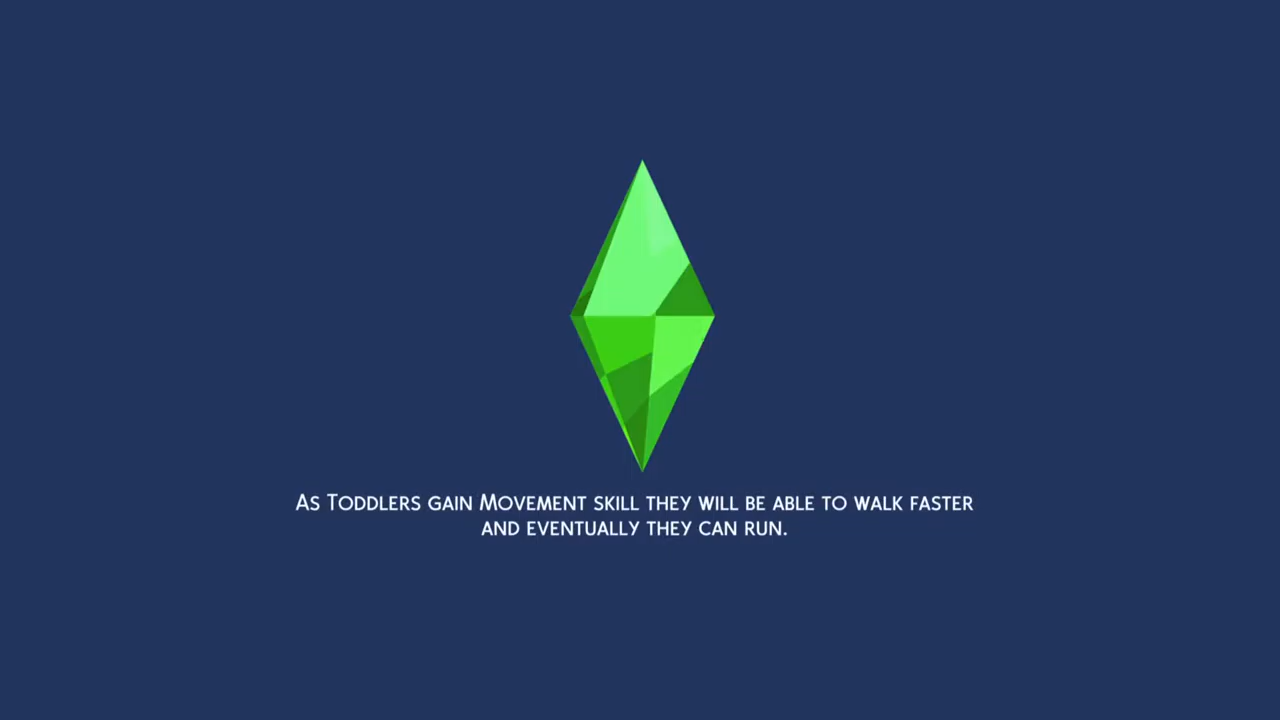 As Toddlers gain Movement skill they will be able to walk faster
and eventually they can run.